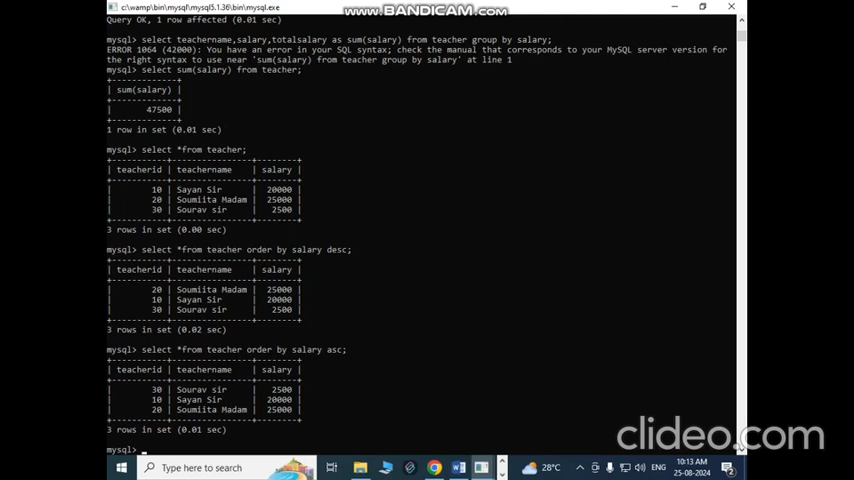 c:\wamp\bin\mysql\mysql5.1.36\bin\mysql.exe
www.BANDICAM.com
Query OK, 1 row affected (0.01 sec)
mysql> select teachername,salary,totalsalary as sum(salary) from teacher group by salary;
ERROR 1064 (42000): You have an error in your SQL syntax; check the manual that corresponds to your MySQL server version for
the right syntax to use near 'sum(salary) from teacher group by salary' at line 1
mysql> select sum(salary) from teacher;
+-------------+
| sum(salary) |
+-------------+
|       47500 |
+-------------+
1 row in set (0.01 sec)
mysql> select *from teacher;
+-----------+----------------+--------+
| teacherid | teachername    | salary |
+-----------+----------------+--------+
|        10 | Sayan Sir      |  20000 |
|        20 | Soumiita Madam |  25000 |
|        30 | Sourav sir     |   2500 |
+-----------+----------------+--------+
3 rows in set (0.00 sec)
mysql> select *from teacher order by salary desc;
+-----------+----------------+--------+
| teacherid | teachername    | salary |
+-----------+----------------+--------+
|        20 | Soumiita Madam |  25000 |
|        10 | Sayan Sir      |  20000 |
|        30 | Sourav sir     |   2500 |
+-----------+----------------+--------+
3 rows in set (0.02 sec)
mysql> select *from teacher order by salary asc;
+-----------+----------------+--------+
| teacherid | teachername    | salary |
+-----------+----------------+--------+
|        30 | Sourav sir     |   2500 |
|        10 | Sayan Sir      |  20000 |
|        20 | Soumiita Madam |  25000 |
+-----------+----------------+--------+
3 rows in set (0.01 sec)
mysql> _
clideo.com
Type here to search
28°C
ENG
10:13 AM
25-08-2024
2